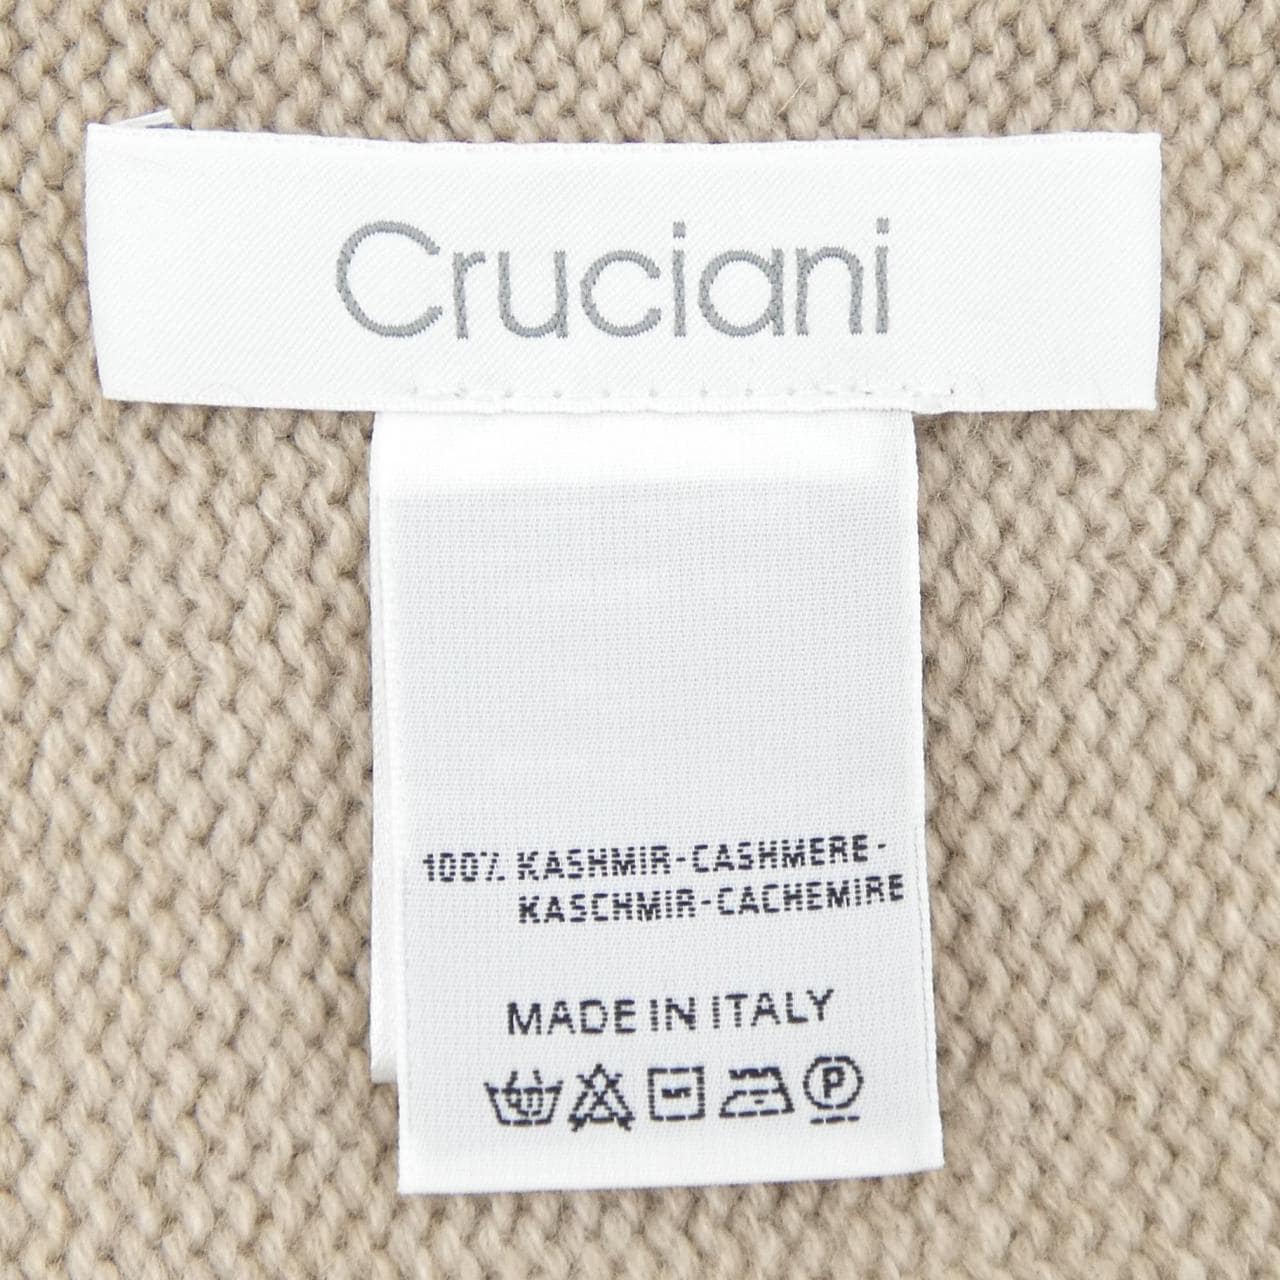 Cruciani
100% KASHMIR-CASHMERE-
KASCHMIR-CACHEMIRE
MADE IN ITALY
P